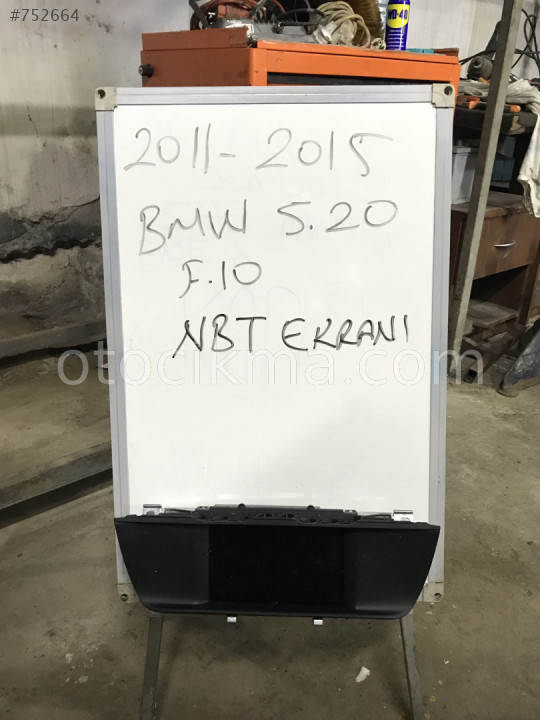 #752664
WD-40
2011-2015
BMW 5.20
F.10
NBT EKRANI
otocikma.com